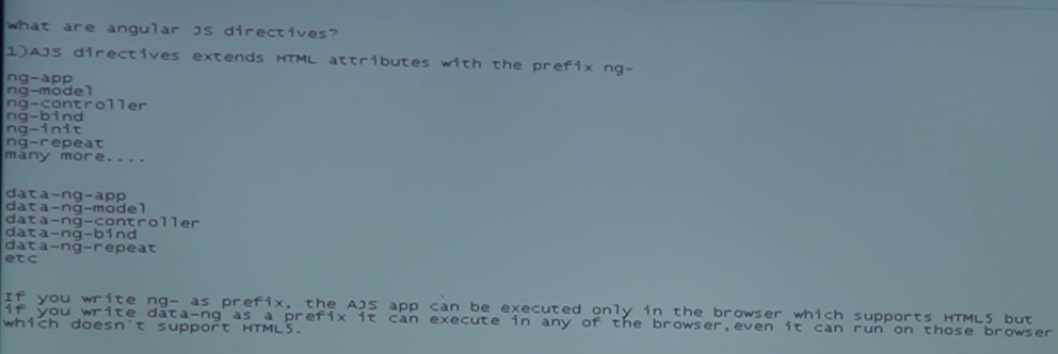 what are angular JS directives?
1)AJS directives extends HTML attributes with the prefix ng-
ng-app
ng-model
ng-controller
ng-bind
ng-init
ng-repeat
many more....
data-ng-app
data-ng-model
data-ng-controller
data-ng-bind
data-ng-repeat
etc
If you write ng- as prefix, the AJS app can be executed only in the browser which supports HTML5 but
if you write data-ng as a prefix it can execute in any of the browser,even it can run on those browser
which doesn't support HTML5.